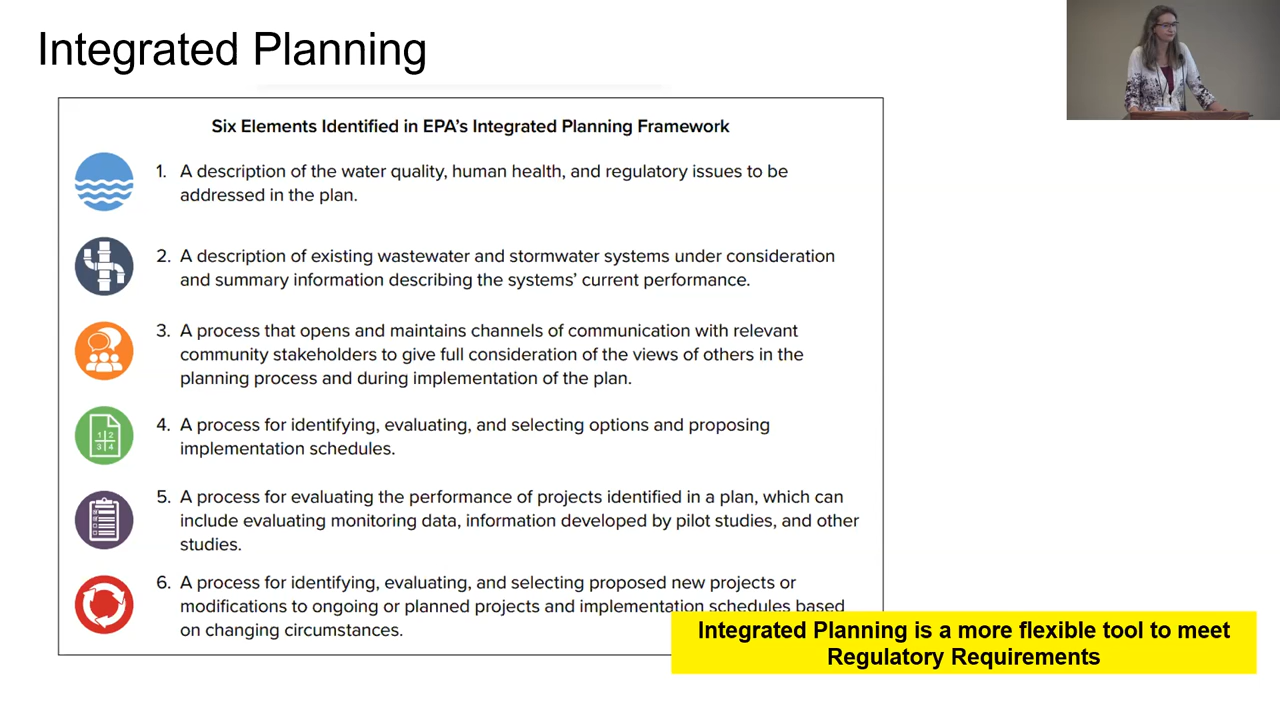 Integrated Planning
Six Elements Identified in EPA's Integrated Planning Framework
1. A description of the water quality, human health, and regulatory issues to be
addressed in the plan.
2. A description of existing wastewater and stormwater systems under consideration
and summary information describing the systems' current performance.
3. A process that opens and maintains channels of communication with relevant
community stakeholders to give full consideration of the views of others in the
planning process and during implementation of the plan.
1 2
3 4
4. A process for identifying, evaluating, and selecting options and proposing
implementation schedules.
5. A process for evaluating the performance of projects identified in a plan, which can
include evaluating monitoring data, information developed by pilot studies, and other
studies.
6. A process for identifying, evaluating, and selecting proposed new projects or
modifications to ongoing or planned projects and implementation schedules based
on changing circumstances.
Integrated Planning is a more flexible tool to meet
Regulatory Requirements